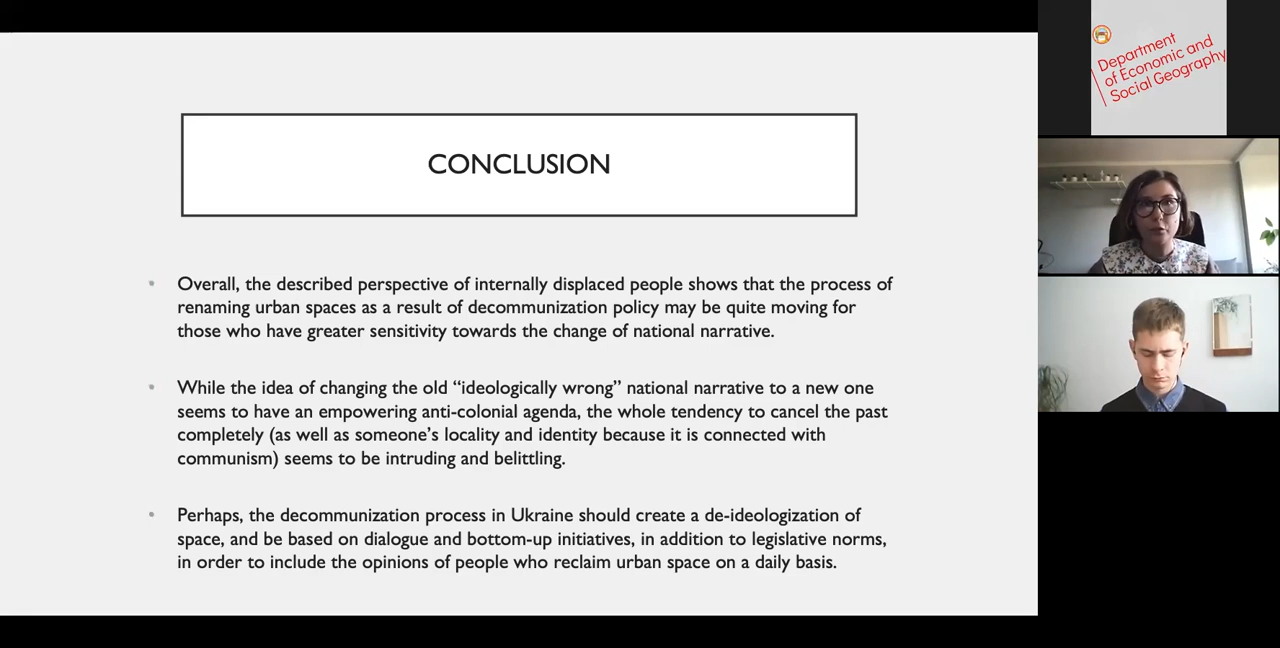 CONCLUSION
Overall, the described perspective of internally displaced people shows that the process of
renaming urban spaces as a result of decommunization policy may be quite moving for
those who have greater sensitivity towards the change of national narrative.
While the idea of changing the old “ideologically wrong” national narrative to a new one
seems to have an empowering anti-colonial agenda, the whole tendency to cancel the past
completely (as well as someone’s locality and identity because it is connected with
communism) seems to be intruding and belittling.
Perhaps, the decommunization process in Ukraine should create a de-ideologization of
space, and be based on dialogue and bottom-up initiatives, in addition to legislative norms,
in order to include the opinions of people who reclaim urban space on a daily basis.
Department
of Economic and
Social Geography